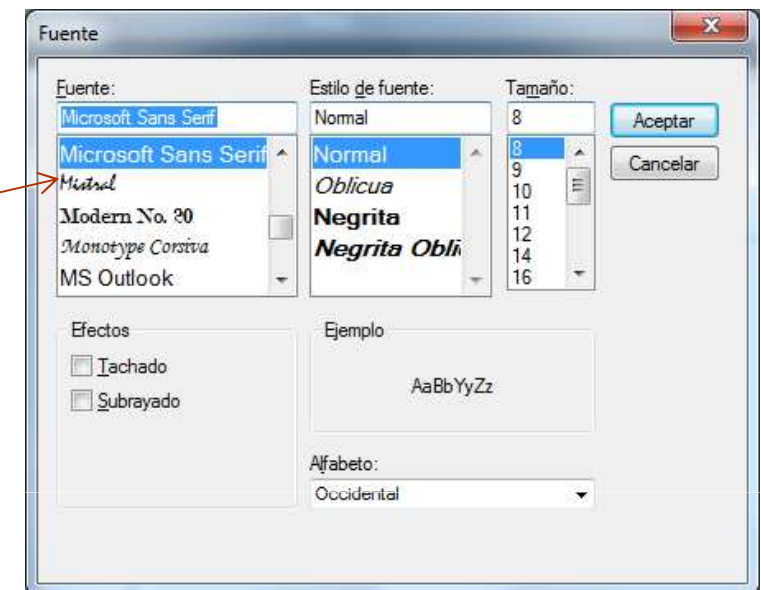 Fuente
Fuente:
Microsoft Sans Serif
Microsoft Sans Serif
Mistral
Modern No. 20
Monotype Corsiva
MS Outlook
Estilo de fuente:
Normal
Normal
Oblicua
Negrita
Negrita Obli
Tamaño:
8
8
9
10
11
12
14
16
Aceptar
Cancelar
Efectos
Tachado
Subrayado
Ejemplo
AaBbYyZz
Alfabeto:
Occidental